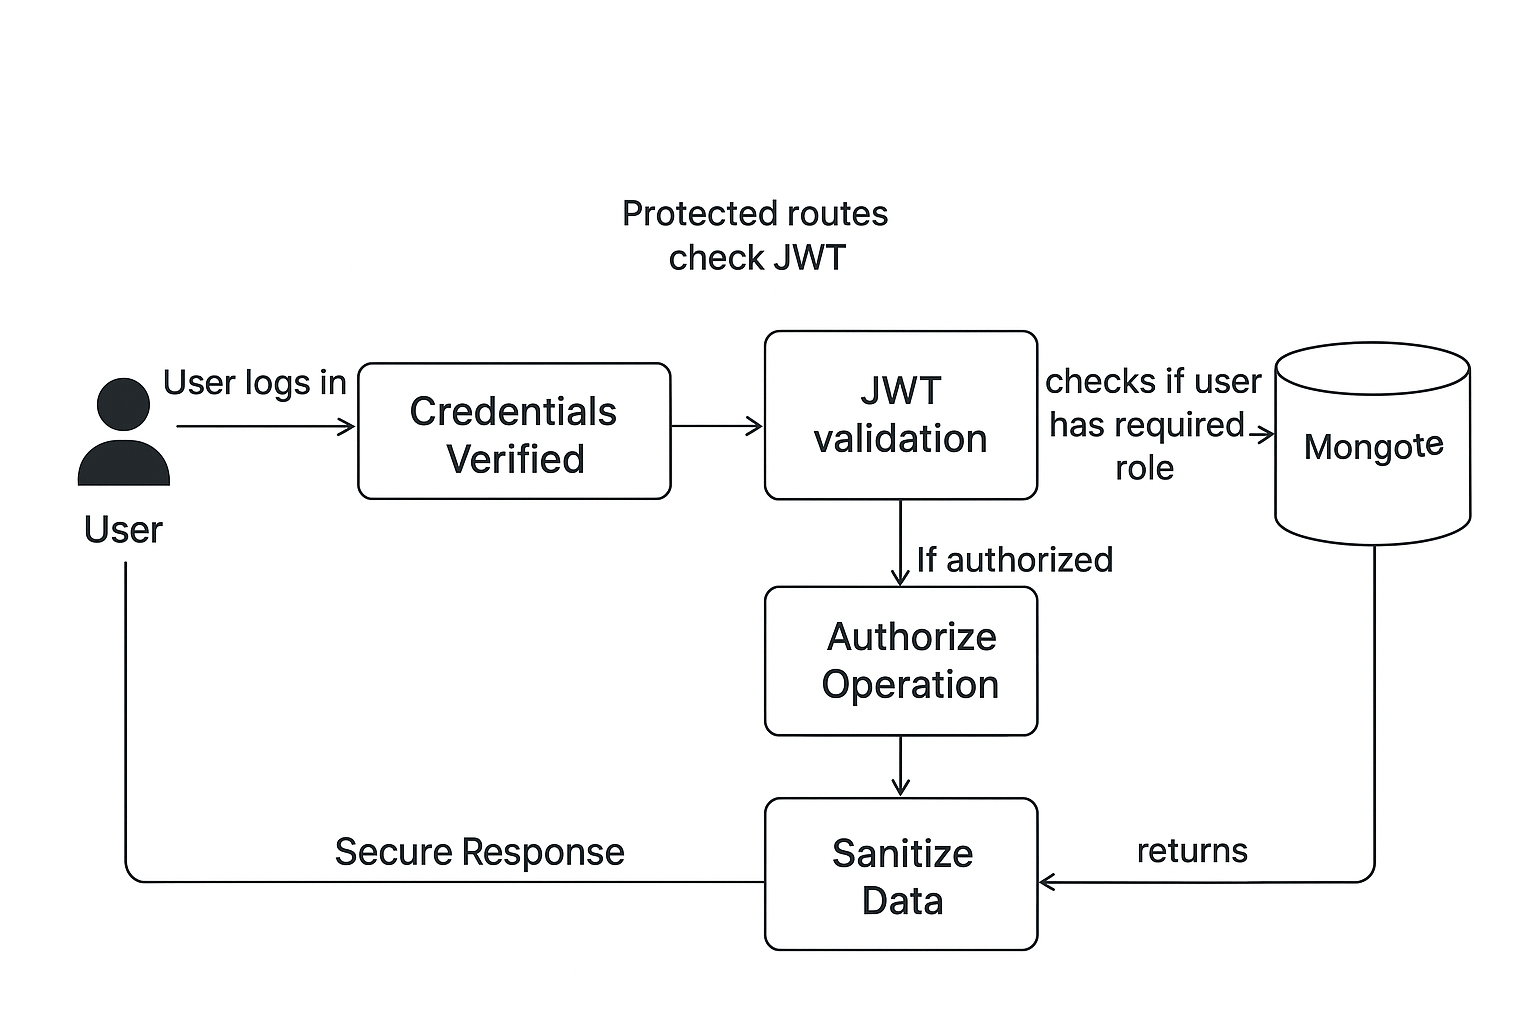 Protected routes
check JWT
User logs in
Credentials
Verified
JWT
validation
checks if user
has required
role
Mongote
User
If authorized
Authorize
Operation
Secure Response
Sanitize
Data
returns